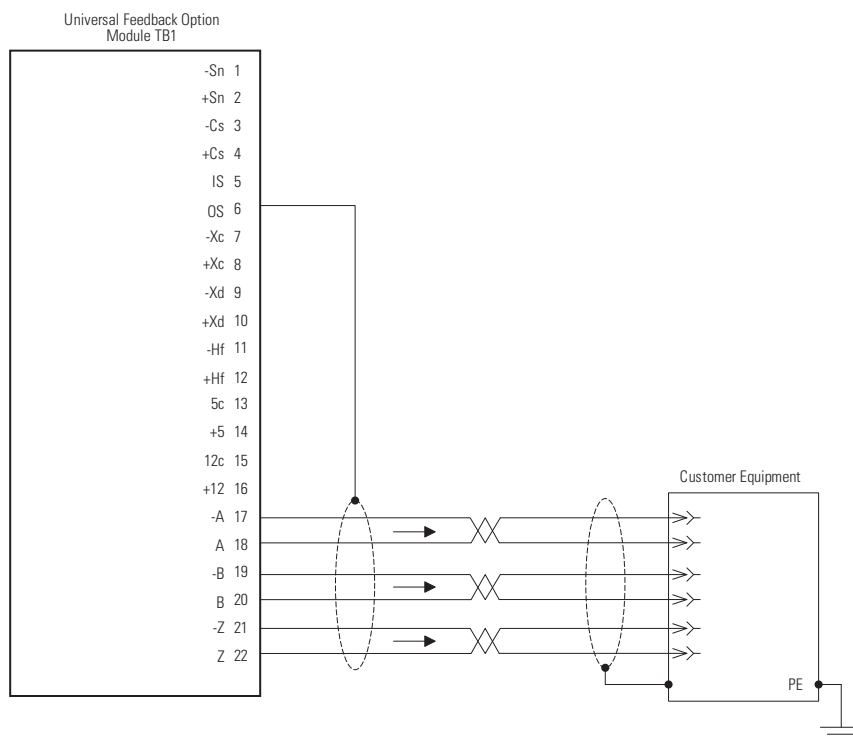 Universal Feedback Option
Module TB1
-Sn 1
+Sn 2
-Cs 3
+Cs 4
IS 5
OS 6
-Xc 7
+Xc 8
-Xd 9
+Xd 10
-Hf 11
+Hf 12
5c 13
+5 14
12c 15
+12 16
-A 17
A 18
-B 19
B 20
-Z 21
Z 22
Customer Equipment
PE